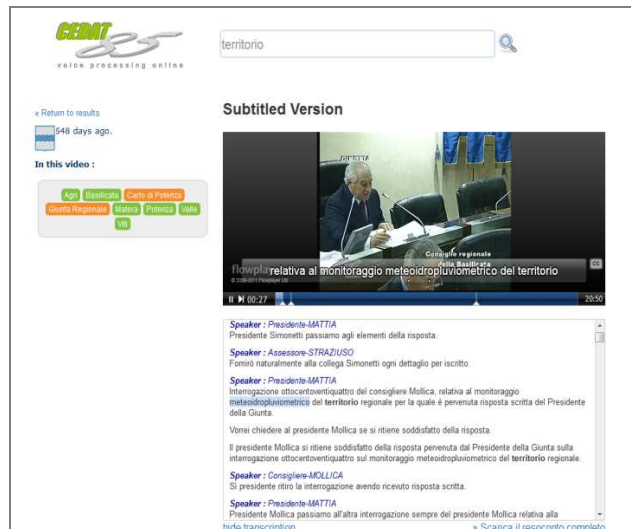 CEDAT
85
voice processing online
territorio
« Return to results
548 days ago.
In this video :
Agri Basilicata Carlo di Potenza
Giunta Regionale Matera Potenza Valle
Viti
Subtitled Version
GIUNTA
Consiglio regionale
della Basilicata
flowplayer
relativa al monitoraggio meteoidropluviometrico del territorio
CC
00:27
20:50
Speaker : Presidente-MATTIA
Presidente Simonetti passiamo agli elementi della risposta.
Speaker : Assessore-STRAZIUSO
Fornirò naturalmente alla collega Simonetti ogni dettaglio per iscritto.
Speaker : Presidente-MATTIA
Interrogazione ottocentoventiquattro del consigliere Mollica, relativa al monitoraggio
meteoidropluviometrico del territorio regionale per la quale è pervenuta risposta scritta del Presidente
della Giunta.
Vorrei chiedere al presidente Mollica se si ritiene soddisfatto della risposta.
Il presidente Mollica si ritiene soddisfatto della risposta pervenuta dal Presidente della Giunta sulla
interrogazione ottocentoventiquattro sul monitoraggio meteoidropluviometrico del territorio regionale.
Speaker : Consigliere-MOLLICA
Sì presidente ritiro la interrogazione avendo ricevuto risposta scritta.
Speaker : Presidente-MATTIA
Presidente Mollica passiamo all'altra interrogazione sempre del presidente Mollica relativa alla
hide transcription
» Scarica il resoconto completo